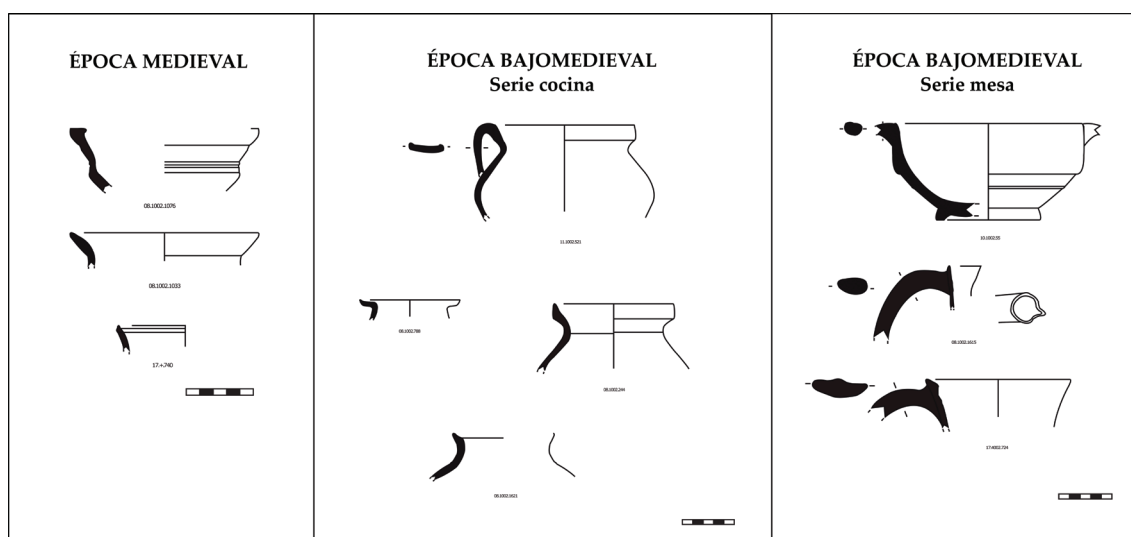 ÉPOCA MEDIEVAL
08.1002.1076
08.1002.1033
17.+.740
ÉPOCA BAJOMEDIEVAL
Serie cocina
11.1002.521
08.1002.788
08.1002.244
08.1002.1621
ÉPOCA BAJOMEDIEVAL
Serie mesa
10.1002.55
08.1002.1615
17.4002.724